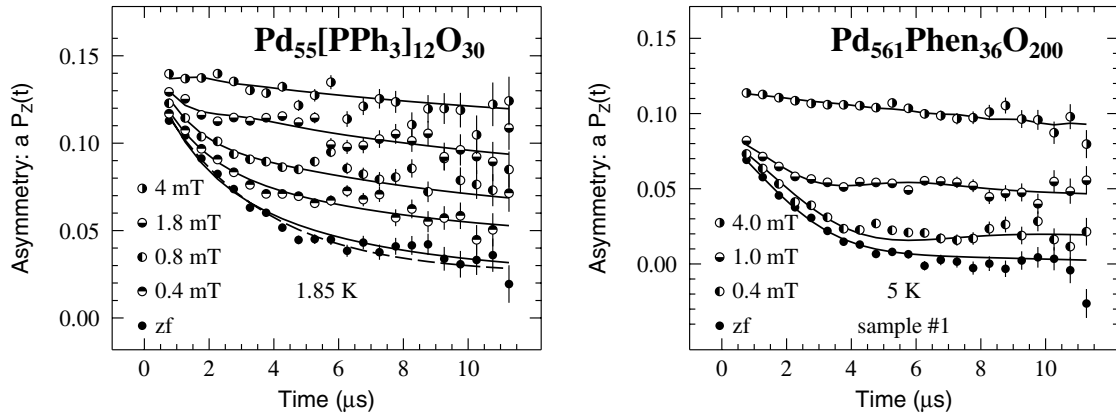 Pd55[PPh3]12O30
Asymmetry: a PZ(t)
0.15
0.10
0.05
0.00
4 mT
1.8 mT
0.8 mT
0.4 mT
zf
1.85 K
0 2 4 6 8 10
Time (μs)
Pd561Phen36O200
Asymmetry: a PZ(t)
0.15
0.10
0.05
0.00
4.0 mT
1.0 mT
0.4 mT
zf
5 K
sample #1
0 2 4 6 8 10
Time (μs)